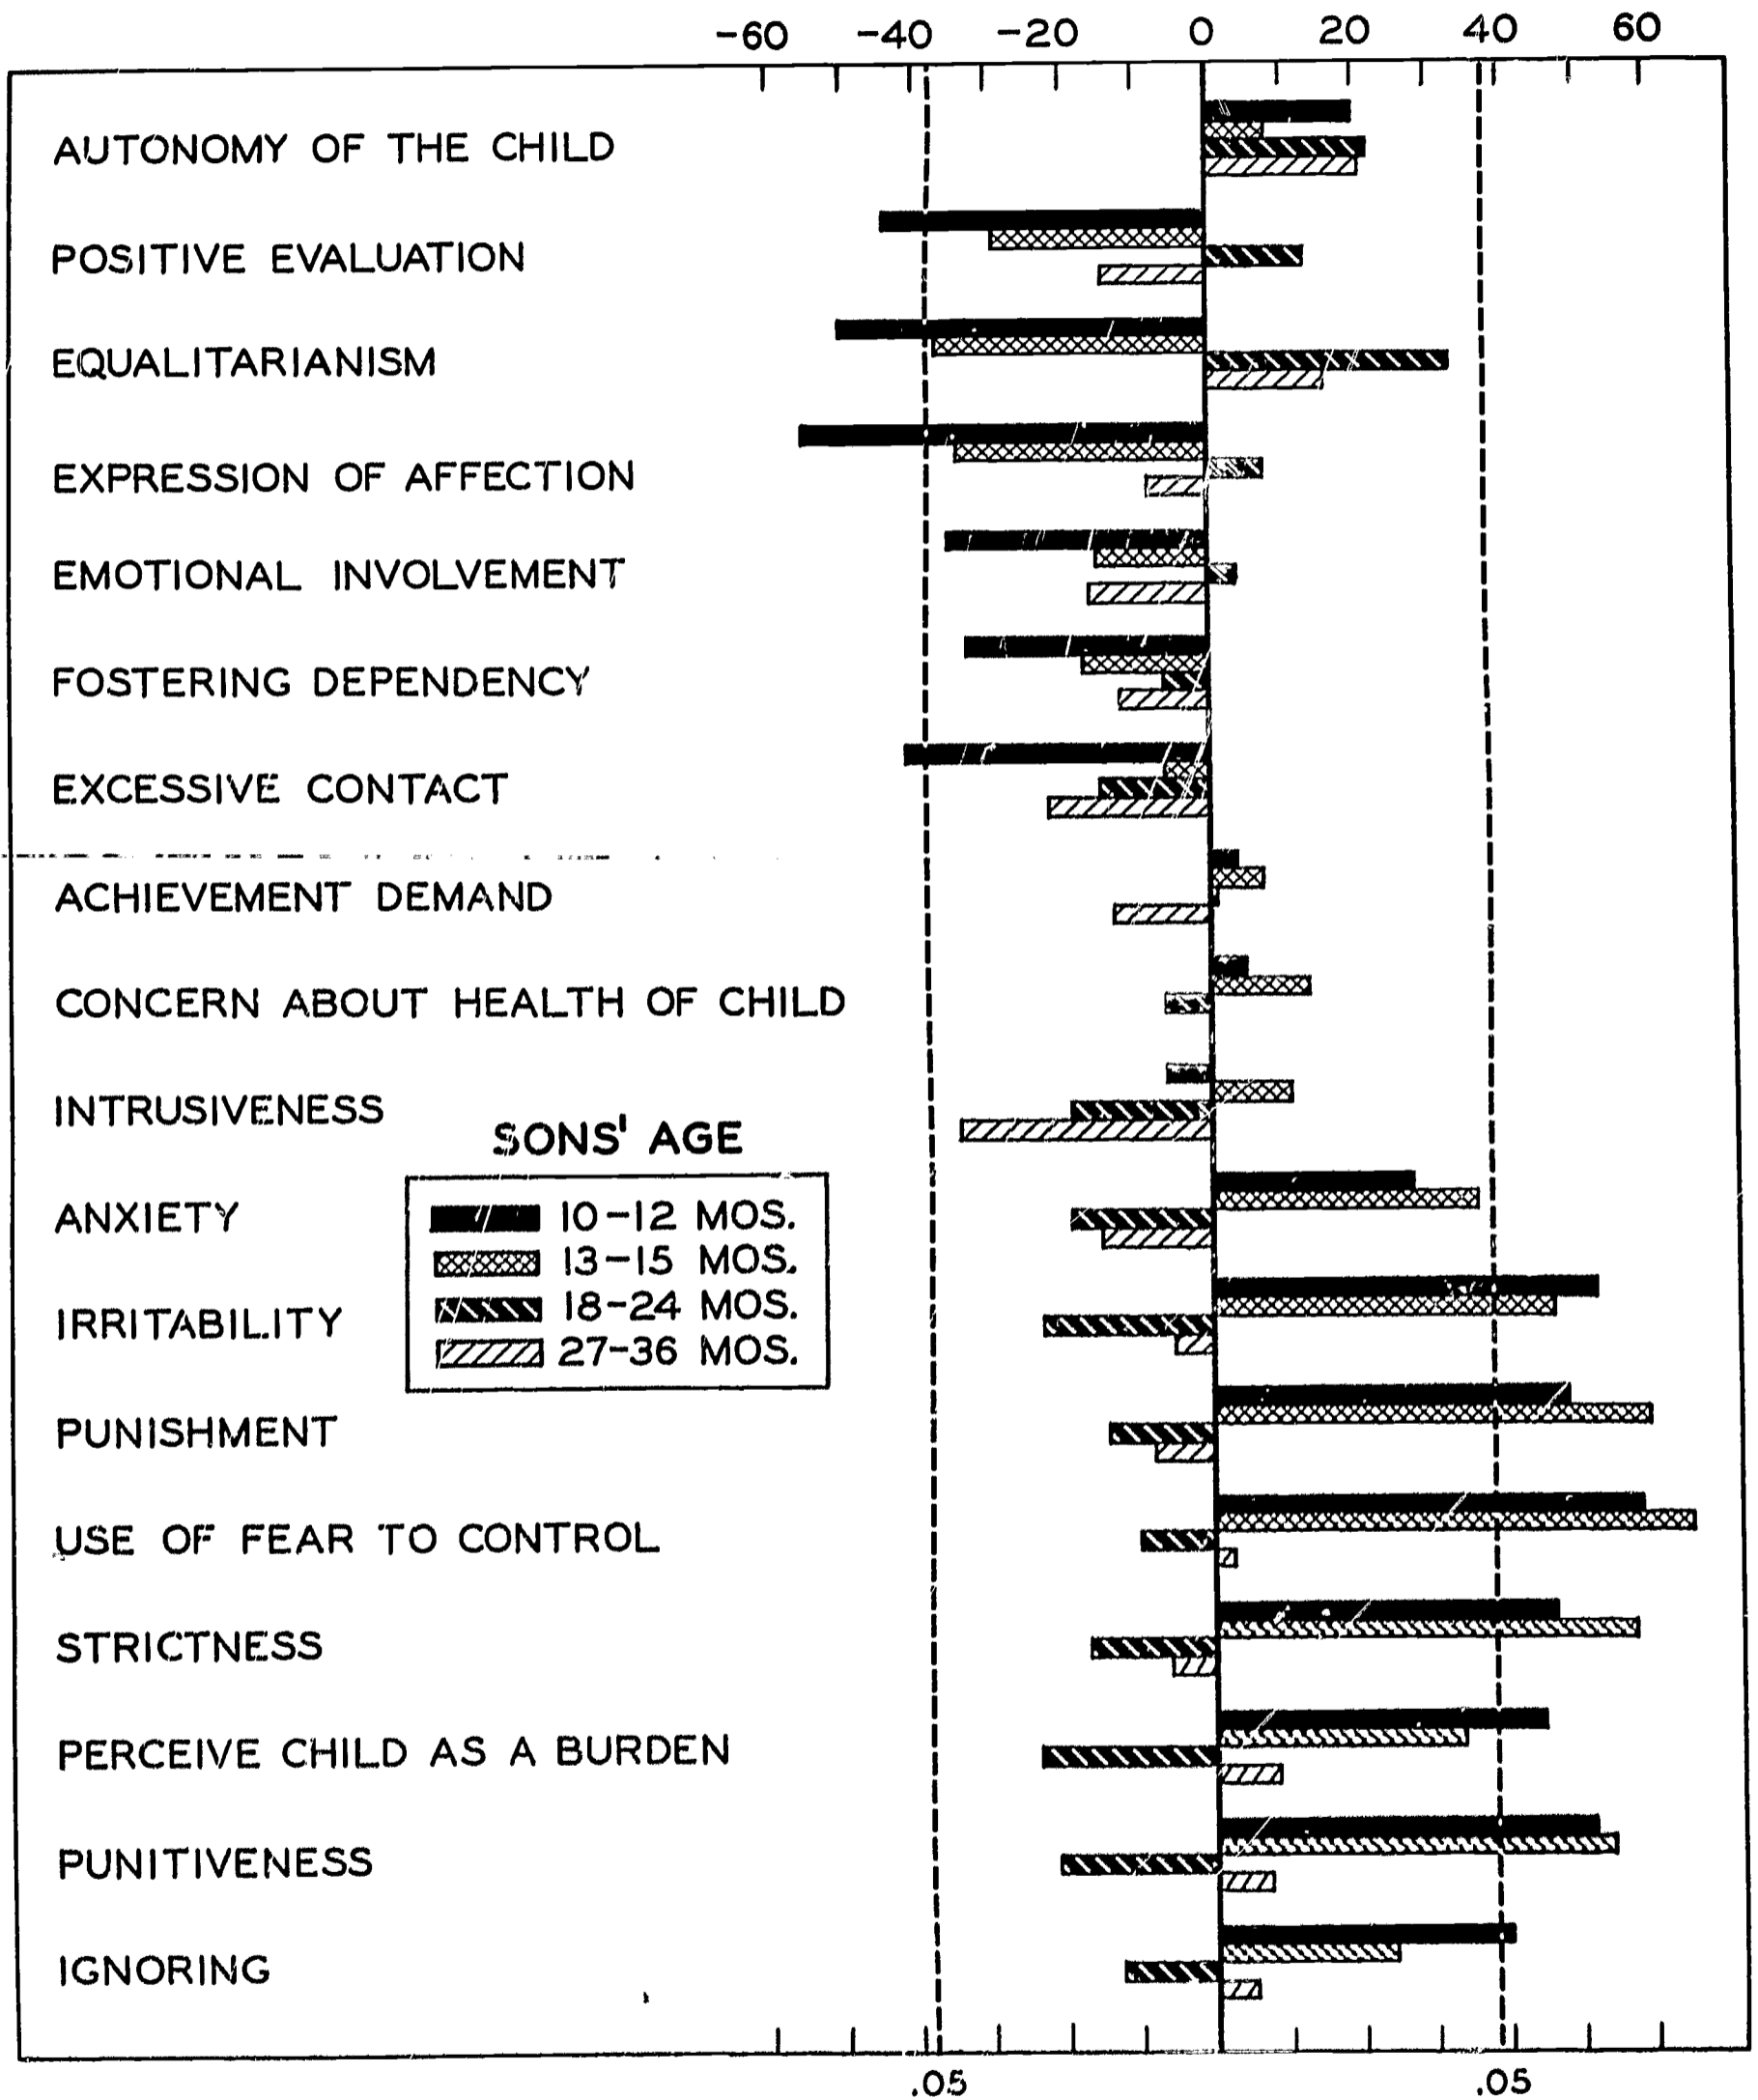 -60 -40 -20 0 20 40 60
AUTONOMY OF THE CHILD
POSITIVE EVALUATION
EQUALITARIANISM
EXPRESSION OF AFFECTION
EMOTIONAL INVOLVEMENT
FOSTERING DEPENDENCY
EXCESSIVE CONTACT
ACHIEVEMENT DEMAND
CONCERN ABOUT HEALTH OF CHILD
INTRUSIVENESS
SONS' AGE
10-12 MOS.
13-15 MOS.
18-24 MOS.
27-36 MOS.
ANXIETY
IRRITABILITY
PUNISHMENT
USE OF FEAR TO CONTROL
STRICTNESS
PERCEIVE CHILD AS A BURDEN
PUNITIVENESS
IGNORING
.05 .05